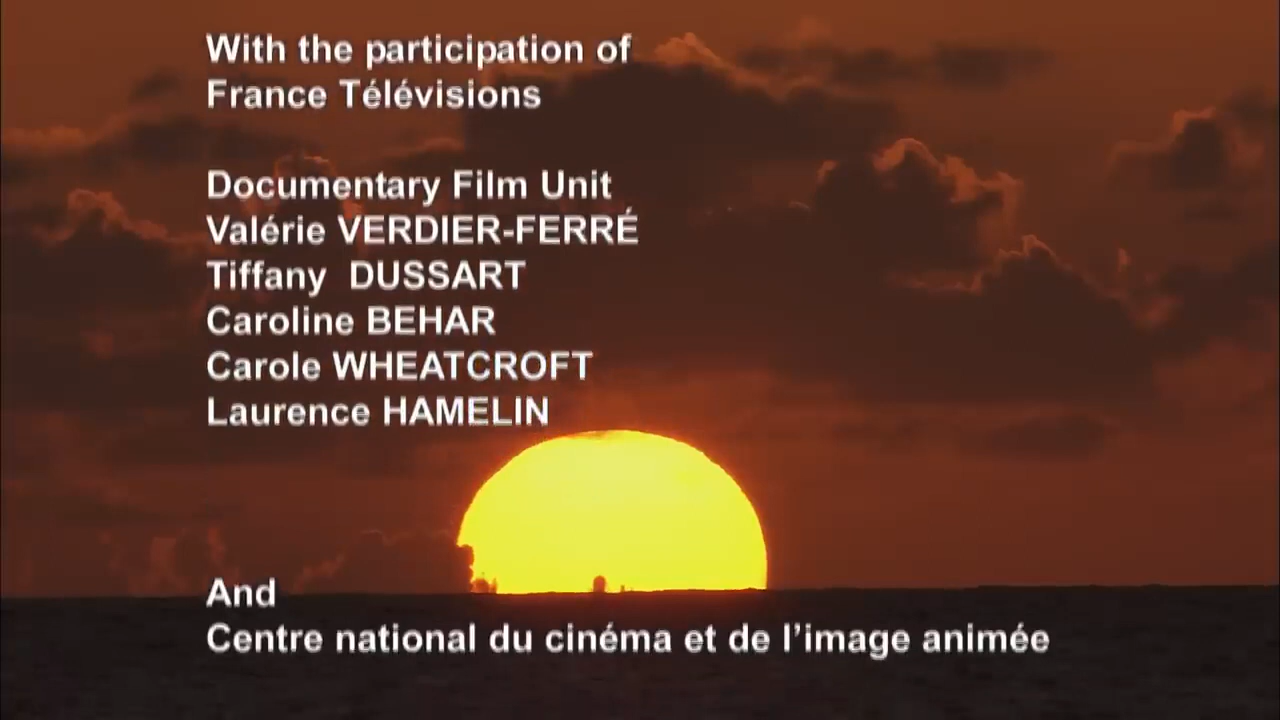 With the participation of
France Télévisions
Documentary Film Unit
Valérie VERDIER-FERRÉ
Tiffany  DUSSART
Caroline BEHAR
Carole WHEATCROFT
Laurence HAMELIN
And
Centre national du cinéma et de l’image animée